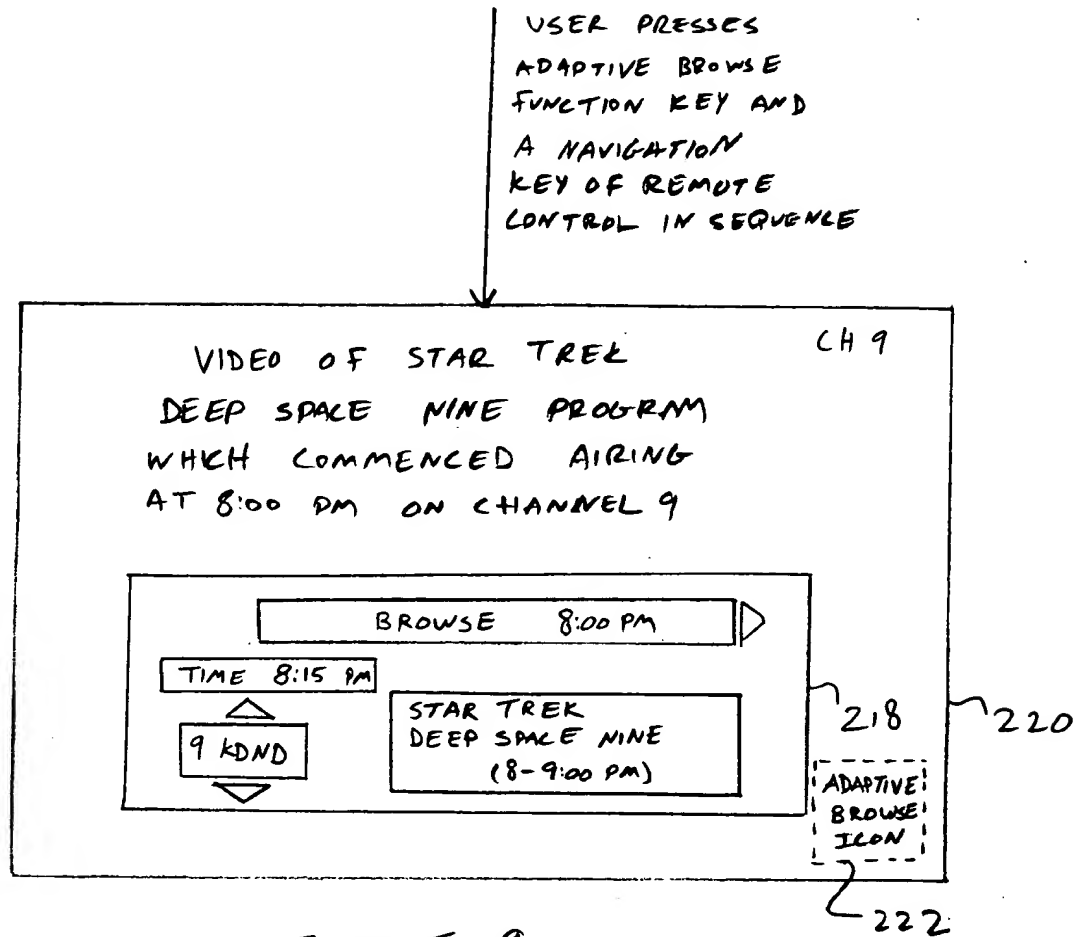 USER PRESSES
ADAPTIVE BROWSE
FUNCTION KEY AND
A NAVIGATION
KEY OF REMOTE
CONTROL IN SEQUENCE
CH 9
VIDEO OF STAR TREK
DEEP SPACE NINE PROGRAM
WHICH COMMENCED AIRING
AT 8:00 PM ON CHANNEL 9
BROWSE 8:00 PM
TIME 8:15 PM
9 KDND
STAR TREK
DEEP SPACE NINE
(8-9:00 PM)
218
220
ADAPTIVE
BROWSE
ICON
222